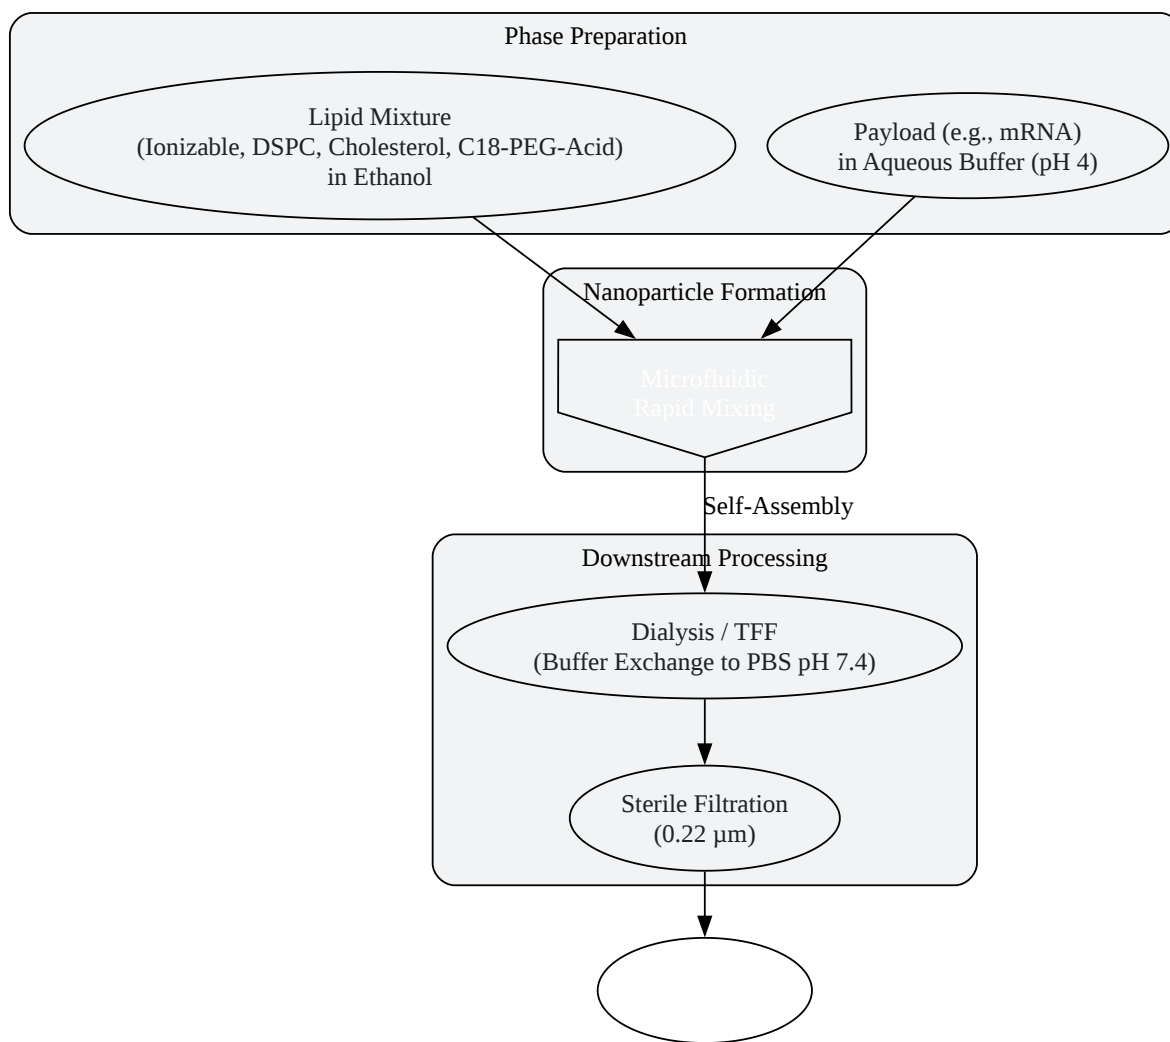 Phase Preparation
Lipid Mixture
(Ionizable, DSPC, Cholesterol, C18-PEG-Acid)
in Ethanol
Payload (e.g., mRNA)
in Aqueous Buffer (pH 4)
Nanoparticle Formation
Microfluidic
Rapid Mixing
Self-Assembly
Downstream Processing
Dialysis / TFF
(Buffer Exchange to PBS pH 7.4)
Sterile Filtration
(0.22 µm)